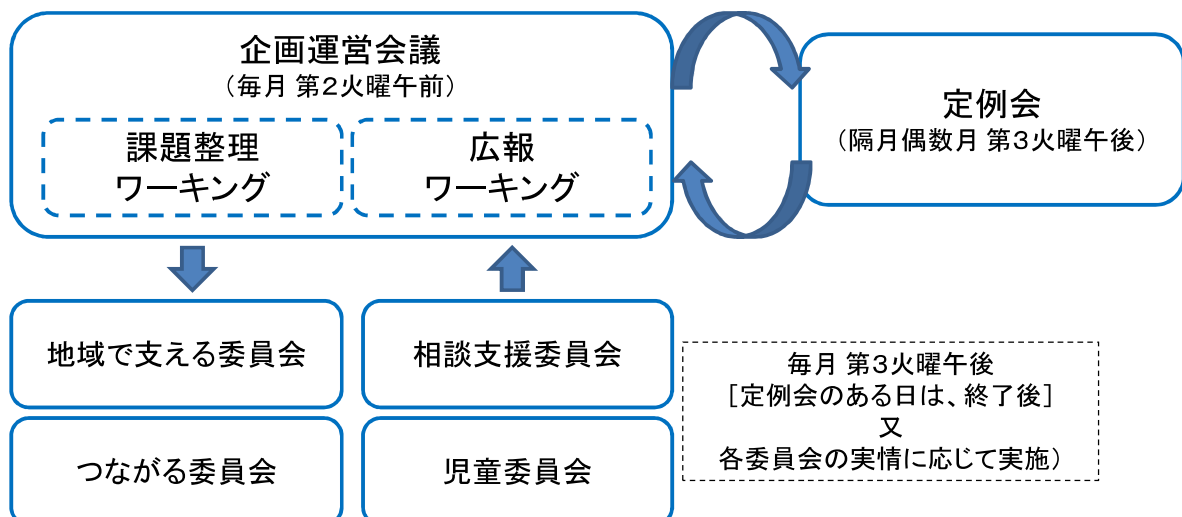 企画運営会議
（毎月 第２火曜午前）
課題整理
ワーキング
広報
ワーキング
定例会
（隔月偶数月 第３火曜午後）
地域で支える委員会
相談支援委員会
つながる委員会
児童委員会
毎月 第３火曜午後
［定例会のある日は、終了後］
又
各委員会の実情に応じて実施）